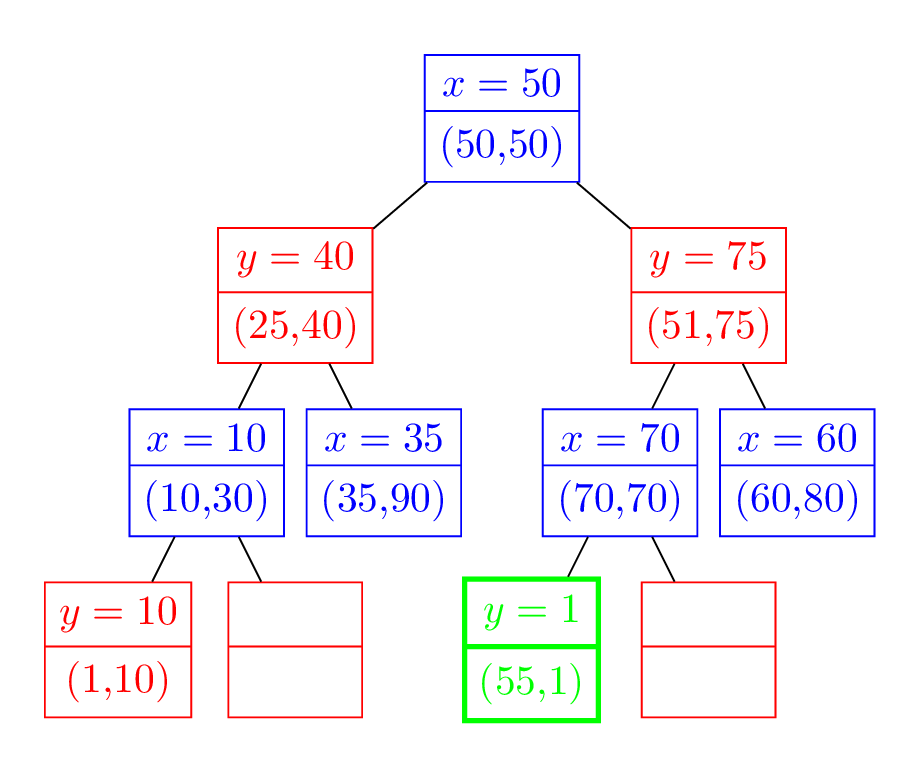 x = 50
(50,50)
y = 40
(25,40)
y = 75
(51,75)
x = 10
(10,30)
x = 35
(35,90)
x = 70
(70,70)
x = 60
(60,80)
y = 10
(1,10)
y = 1
(55,1)